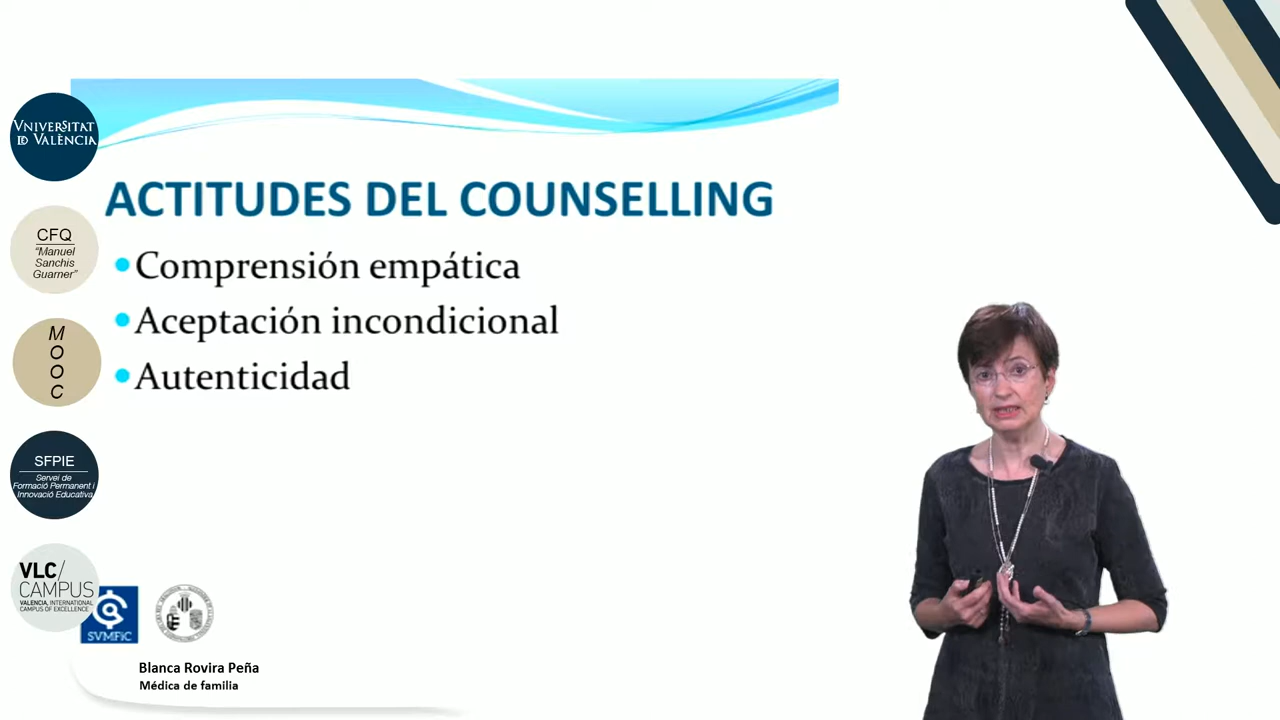 VNIVERSITAT
ID VALÈNCIA
CFQ
"Manuel
Sanchis
Guarner"
M
O
O
C
SFPIE
Servei de
Formació Permanent i
Innovació Educativa
VLC/
CAMPUS
VALENCIA, INTERNATIONAL
CAMPUS OF EXCELLENCE
ACTITUDES DEL COUNSELLING
•Comprensión empática
•Aceptación incondicional
•Autenticidad
SVMFiC
Blanca Rovira Peña
Médica de familia